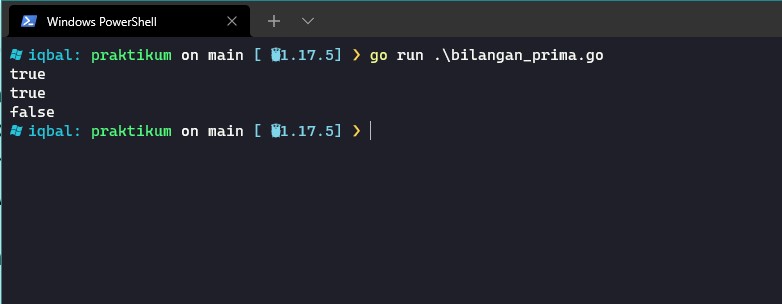 Windows PowerShell
iqbal: praktikum on main [ 1.17.5] ❯ go run .\bilangan_prima.go
true
true
false
iqbal: praktikum on main [ 1.17.5] ❯